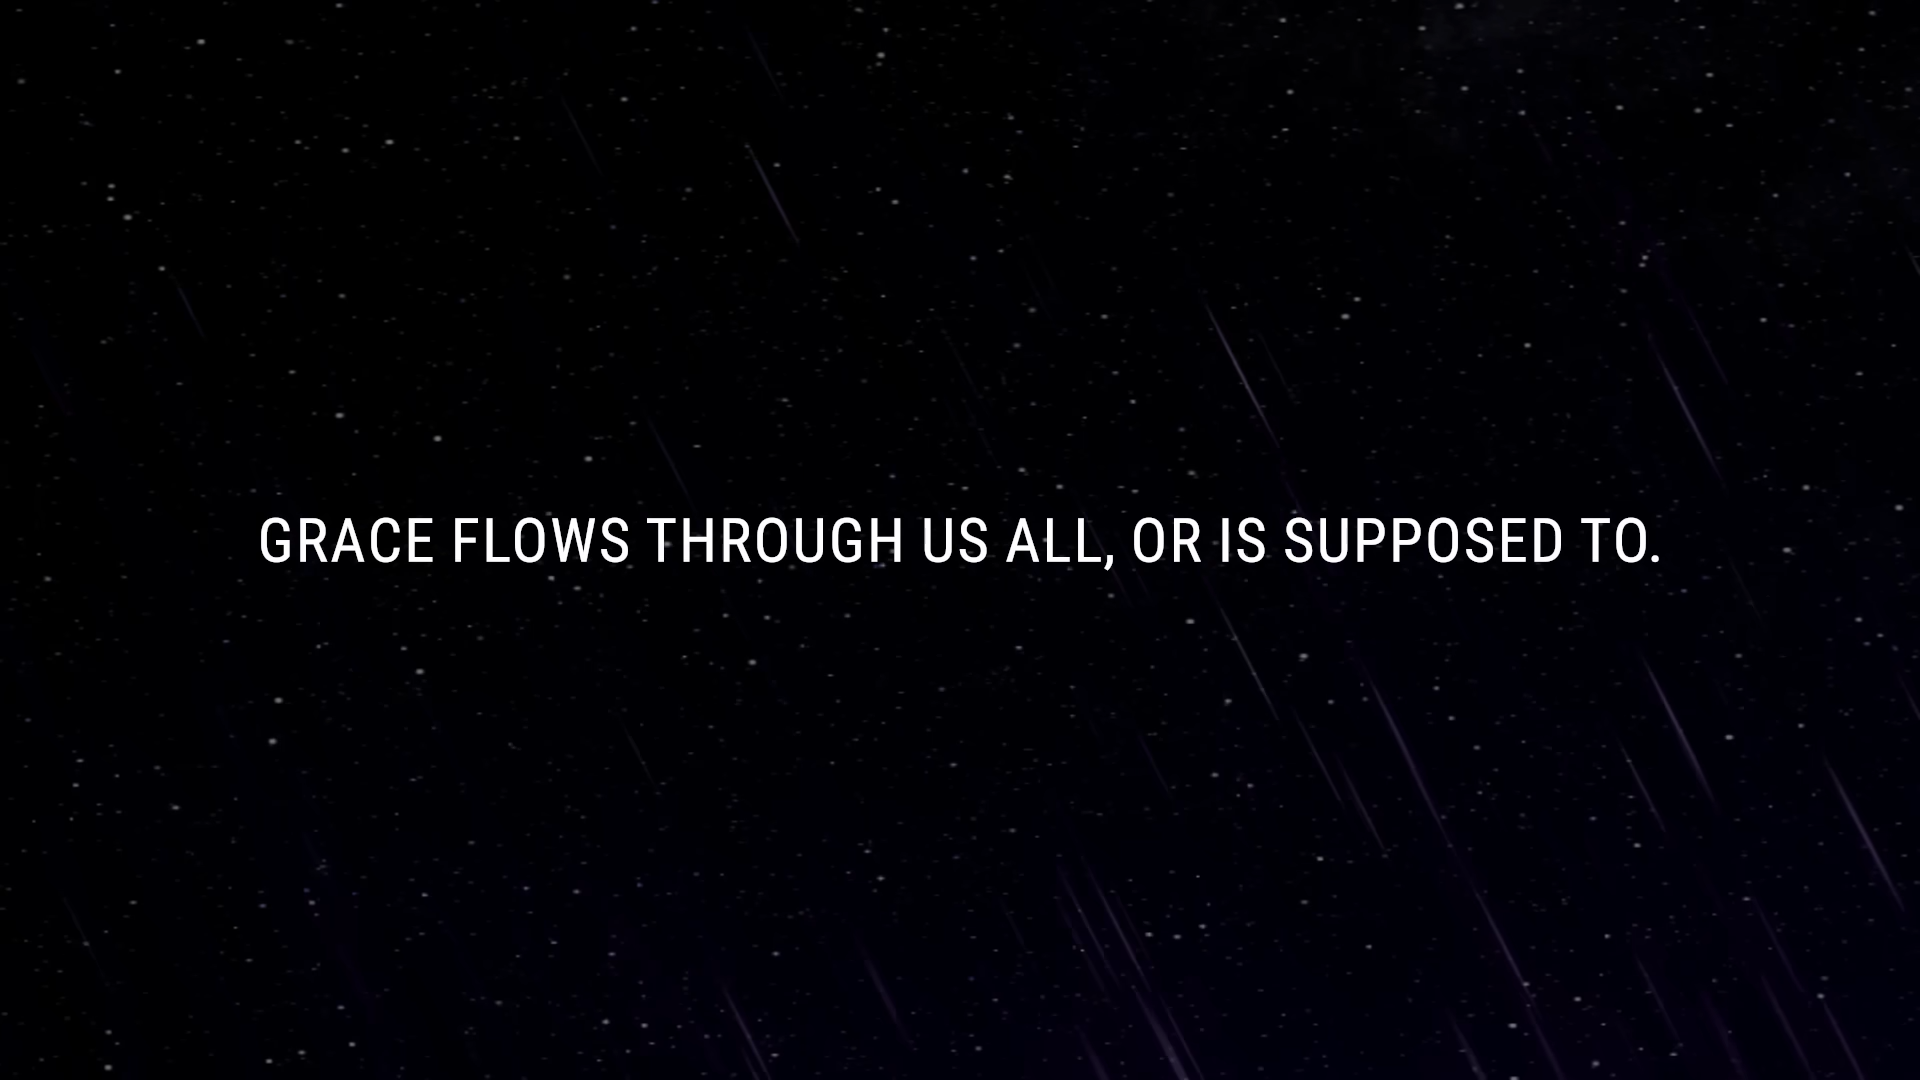 GRACE FLOWS THROUGH US ALL, OR IS SUPPOSED TO.